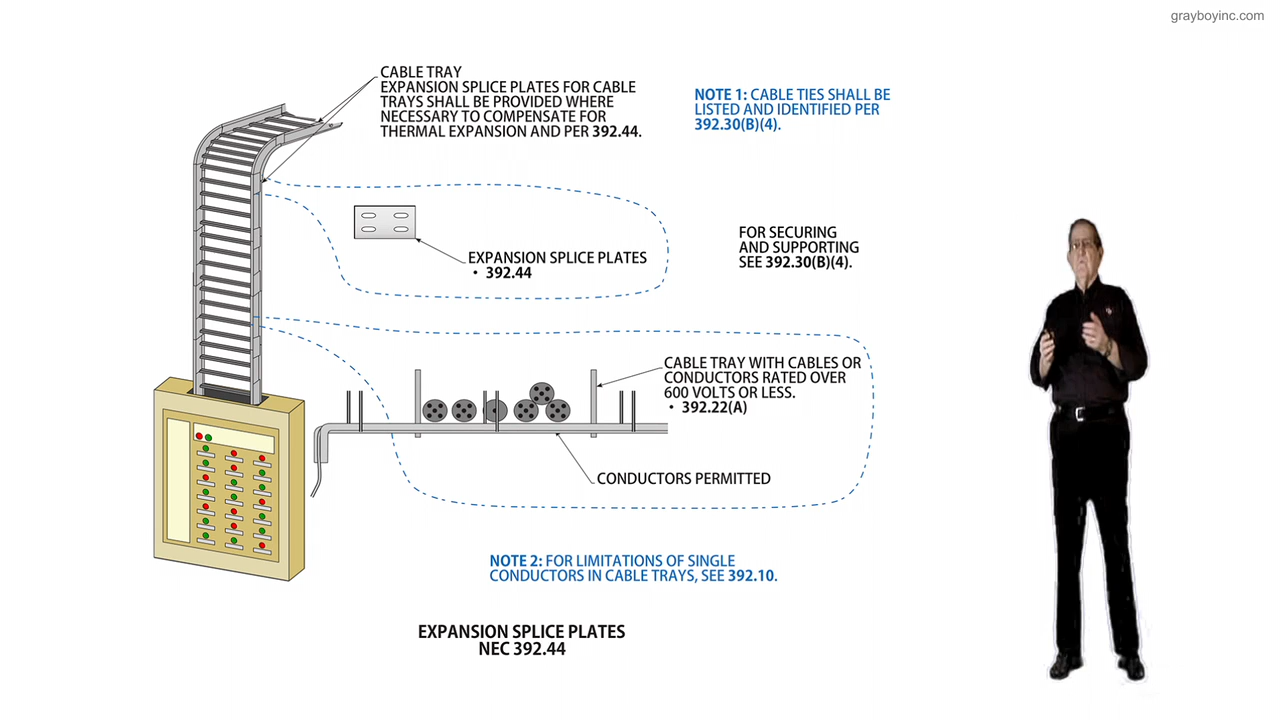 grayboyinc.com
CABLE TRAY
EXPANSION SPLICE PLATES FOR CABLE
TRAYS SHALL BE PROVIDED WHERE
NECESSARY TO COMPENSATE FOR
THERMAL EXPANSION AND PER 392.44.
NOTE 1: CABLE TIES SHALL BE
LISTED AND IDENTIFIED PER
392.30(B)(4).
FOR SECURING
AND SUPPORTING
SEE 392.30(B)(4).
EXPANSION SPLICE PLATES
• 392.44
CABLE TRAY WITH CABLES OR
CONDUCTORS RATED OVER
600 VOLTS OR LESS.
• 392.22(A)
CONDUCTORS PERMITTED
NOTE 2: FOR LIMITATIONS OF SINGLE
CONDUCTORS IN CABLE TRAYS, SEE 392.10.
EXPANSION SPLICE PLATES
NEC 392.44